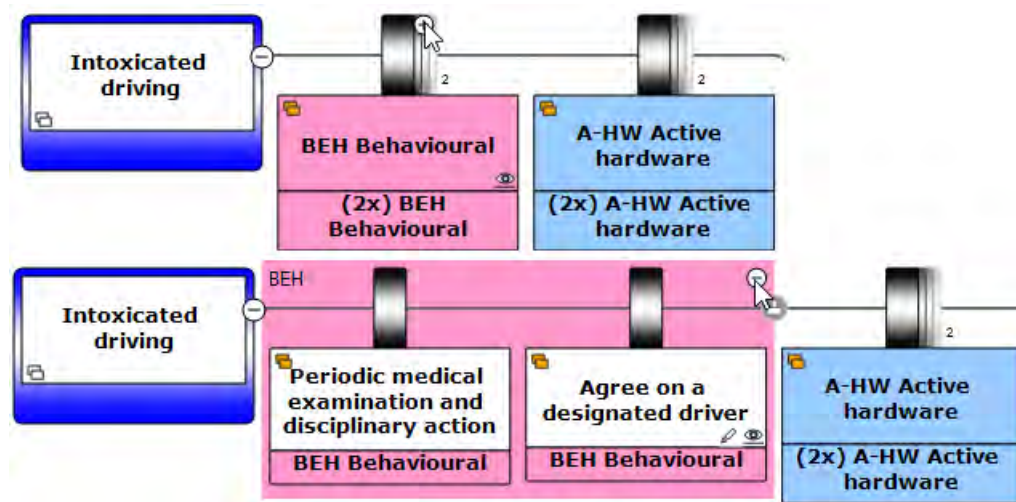 Intoxicated
driving
2
2
BEH Behavioural
(2x) BEH
Behavioural
A-HW Active
hardware
(2x) A-HW Active
hardware
BEH
Intoxicated
driving
2
Periodic medical
examination and
disciplinary action
BEH Behavioural
Agree on a
designated driver
BEH Behavioural
A-HW Active
hardware
(2x) A-HW Active
hardware